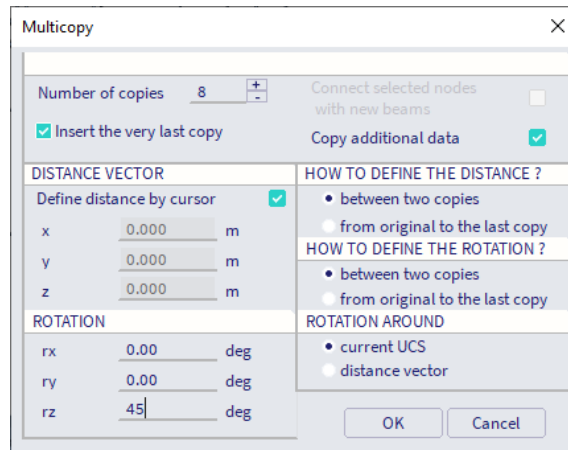 Multicopy
Number of copies 8 + -
Connect selected nodes
with new beams
Insert the very last copy
Copy additional data
DISTANCE VECTOR
Define distance by cursor
x 0.000 m
y 0.000 m
z 0.000 m
HOW TO DEFINE THE DISTANCE ?
between two copies
from original to the last copy
HOW TO DEFINE THE ROTATION ?
between two copies
from original to the last copy
ROTATION
rx 0.00 deg
ry 0.00 deg
rz 45 deg
ROTATION AROUND
current UCS
distance vector
OK Cancel